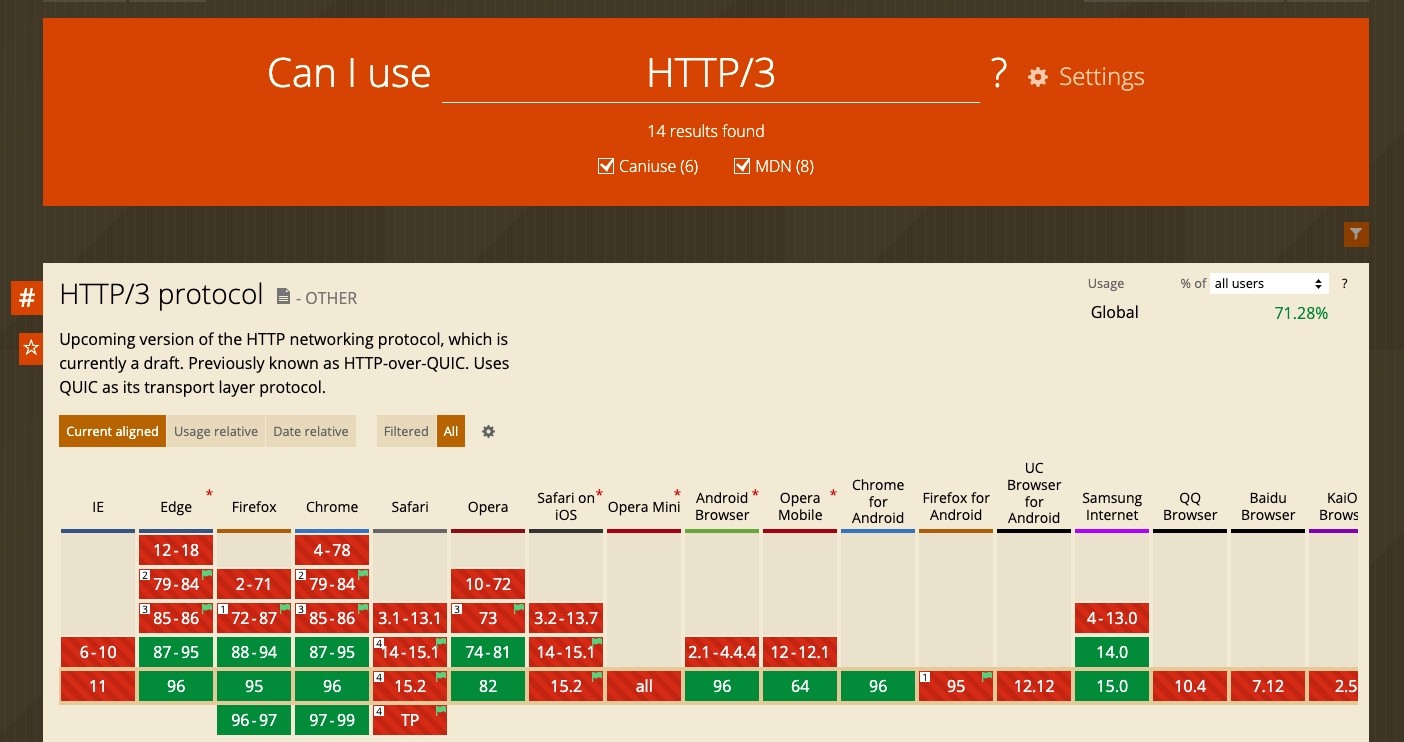 Can I use HTTP/3 ? Settings
14 results found
Caniuse (6) MDN (8)
#
HTTP/3 protocol - OTHER
Usage % of all users ?
Global 71.28%
Upcoming version of the HTTP networking protocol, which is
currently a draft. Previously known as HTTP-over-QUIC. Uses
QUIC as its transport layer protocol.
Current aligned Usage relative Date relative Filtered All
IE
Edge *
Firefox
Chrome
Safari
Opera
Safari on *
iOS
Opera Mini *
Android *
Browser
Opera *
Mobile
Chrome
for
Android
Firefox for
Android
UC
Browser
for
Android
Samsung
Internet
QQ
Browser
Baidu
Browser
KaiO
Brows
12-18 4-78
2 79-84 2-71 2 79-84 10-72
3 85-86 1 72-87 3 85-86 3.1-13.1 3 73 3.2-13.7 4-13.0
6-10 87-95 88-94 87-95 4 14-15.1 74-81 14-15.1 2.1-4.4.4 12-12.1 14.0
11 96 95 96 4 15.2 82 15.2 all 96 64 96 1 95 12.12 15.0 10.4 7.12 2.5
96-97 97-99 4 TP